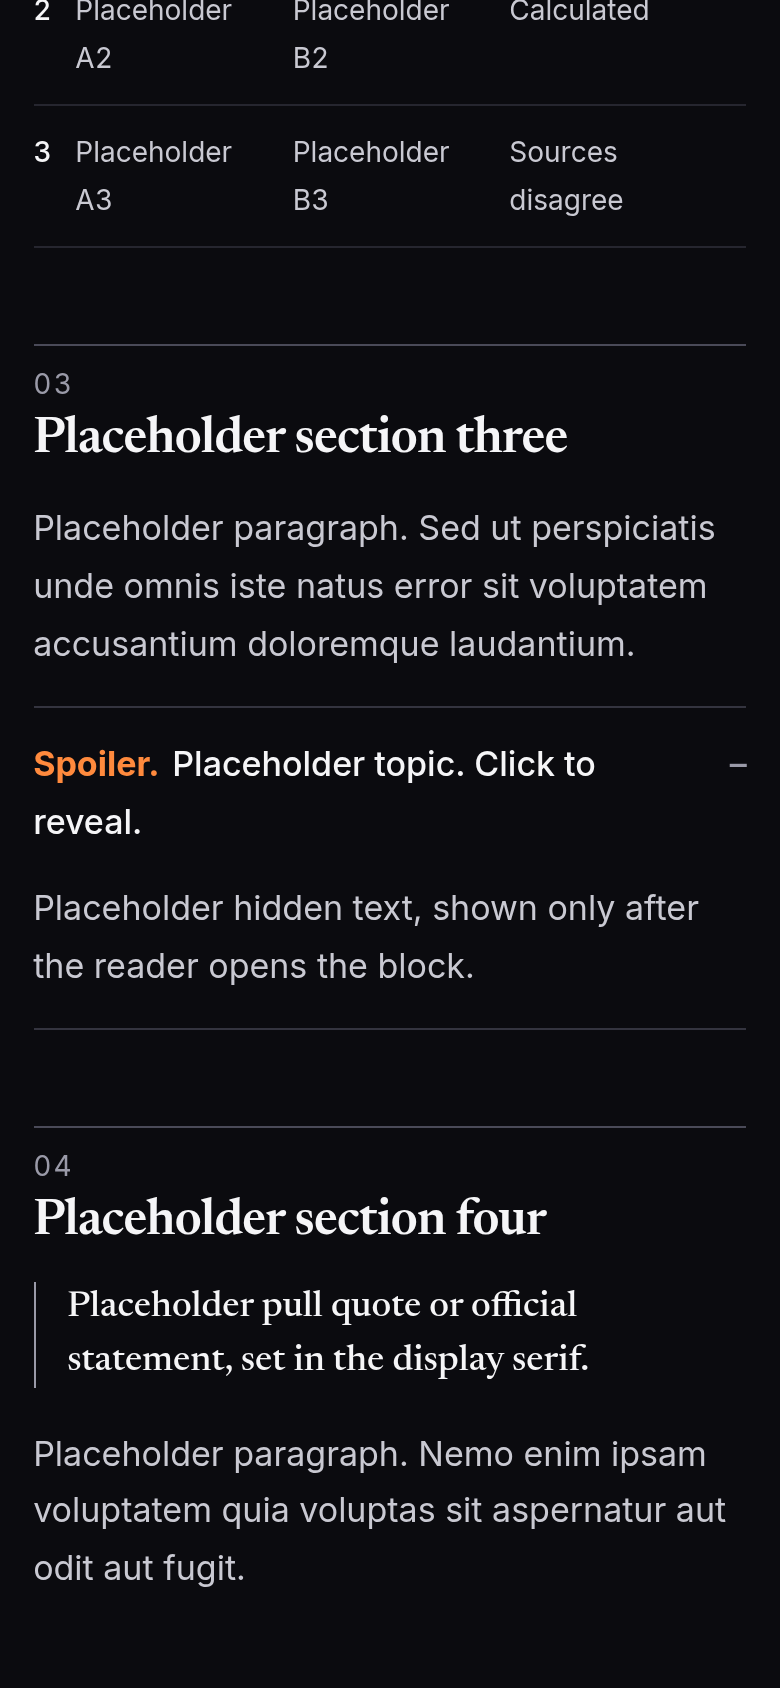 2 Placeholder Placeholder Calculated
A2 B2
3 Placeholder Placeholder Sources
A3 B3 disagree
03
Placeholder section three
Placeholder paragraph. Sed ut perspiciatis
unde omnis iste natus error sit voluptatem
accusantium doloremque laudantium.
Spoiler. Placeholder topic. Click to –
reveal.
Placeholder hidden text, shown only after
the reader opens the block.
04
Placeholder section four
Placeholder pull quote or official
statement, set in the display serif.
Placeholder paragraph. Nemo enim ipsam
voluptatem quia voluptas sit aspernatur aut
odit aut fugit.